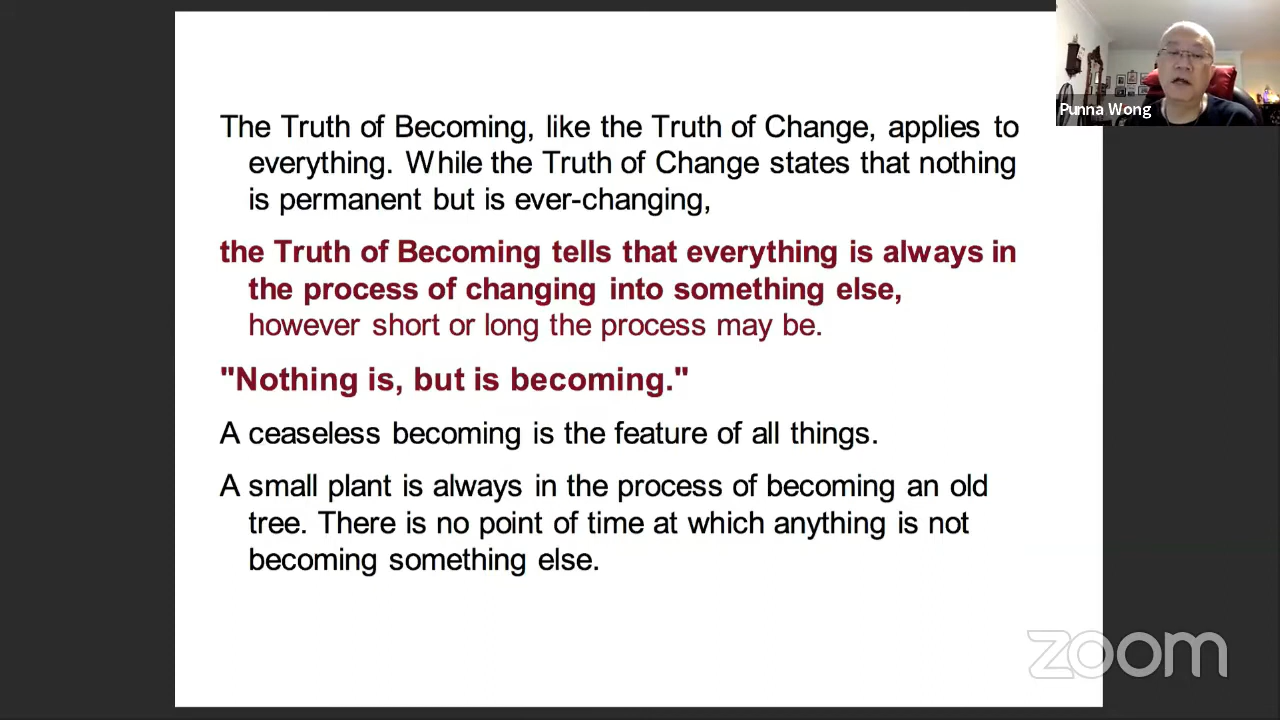 The Truth of Becoming, like the Truth of Change, applies to
everything. While the Truth of Change states that nothing
is permanent but is ever-changing,
the Truth of Becoming tells that everything is always in
the process of changing into something else,
however short or long the process may be.
"Nothing is, but is becoming."
A ceaseless becoming is the feature of all things.
A small plant is always in the process of becoming an old
tree. There is no point of time at which anything is not
becoming something else.
Punna Wong
zoom